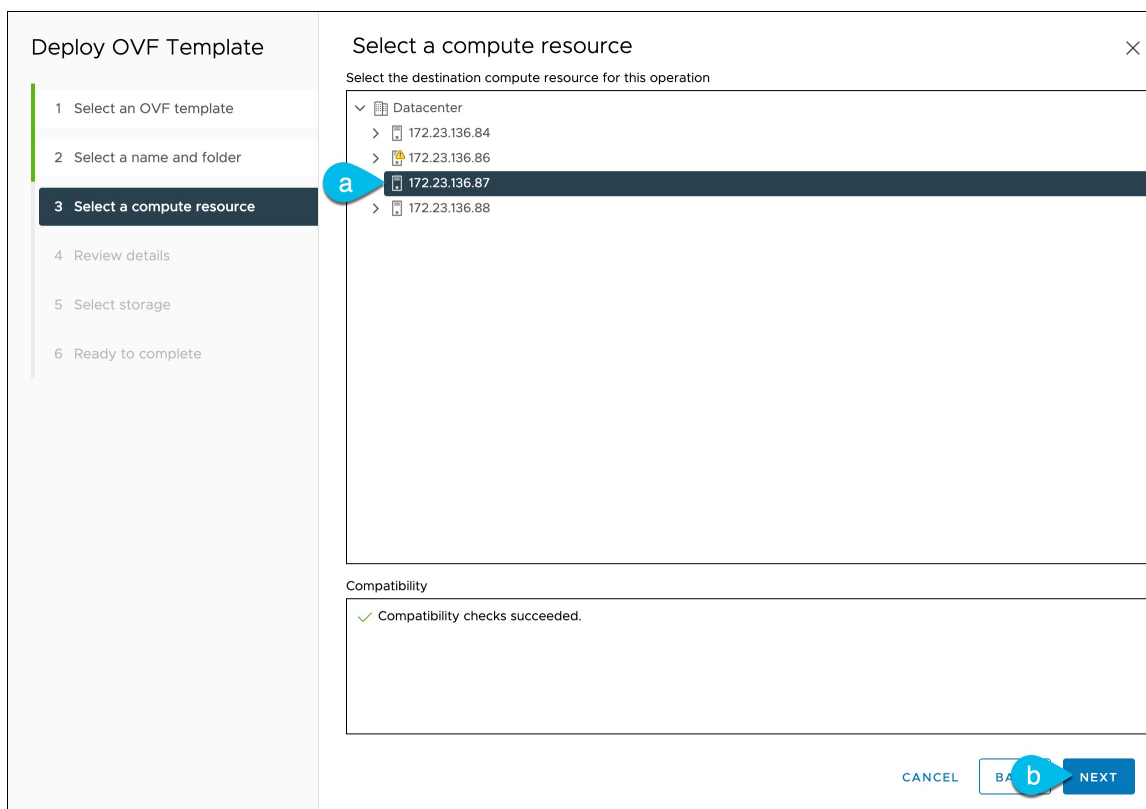 Deploy OVF Template
1 Select an OVF template
2 Select a name and folder
3 Select a compute resource
4 Review details
5 Select storage
6 Ready to complete
Select a compute resource
Select the destination compute resource for this operation
Datacenter
172.23.136.84
172.23.136.86
a
172.23.136.87
172.23.136.88
Compatibility
Compatibility checks succeeded.
CANCEL
BA
b
NEXT